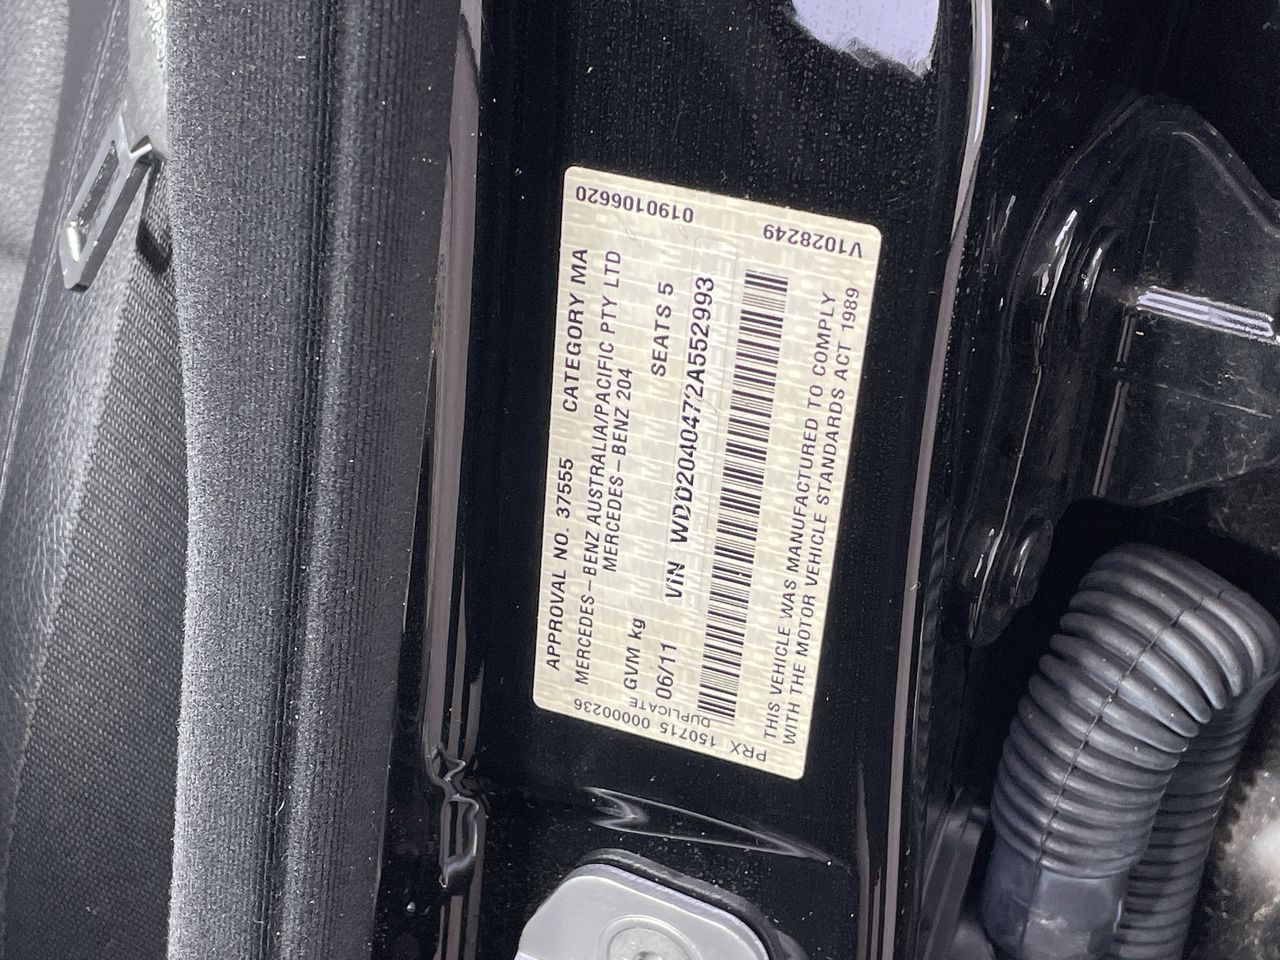 APPROVAL NO. 37555 CATEGORY MA
MERCEDES-BENZ AUSTRALIA/PACIFIC PTY LTD
MERCEDES-BENZ 204
GVM kg SEATS 5
06/11 VIN WDD2040472A552993
THIS VEHICLE WAS MANUFACTURED TO COMPLY
WITH THE MOTOR VEHICLE STANDARDS ACT 1989
0190106620 V1028249
DUPLICATE
PRX 150715 00000236